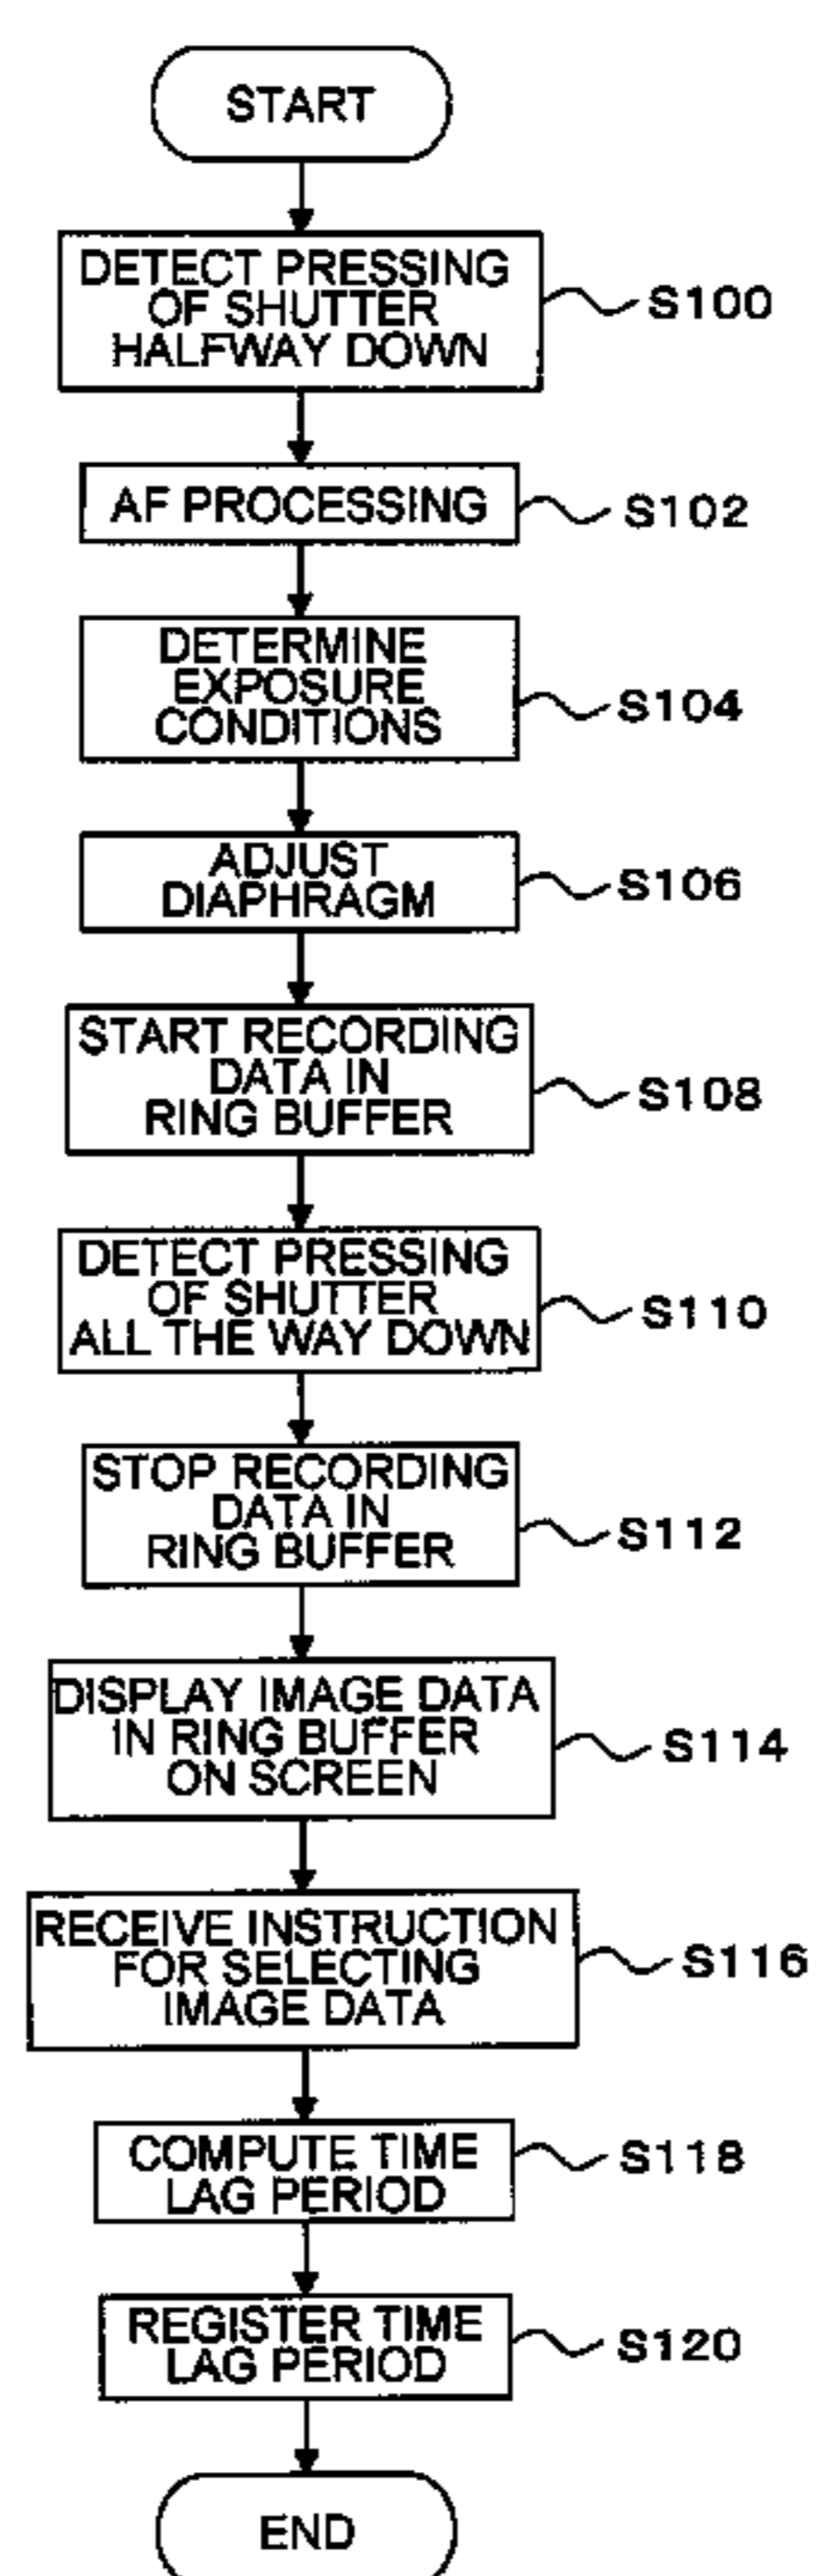 START
DETECT PRESSING
OF SHUTTER
HALFWAY DOWN
S100
AF PROCESSING
S102
DETERMINE
EXPOSURE
CONDITIONS
S104
ADJUST
DIAPHRAGM
S106
START RECORDING
DATA IN
RING BUFFER
S108
DETECT PRESSING
OF SHUTTER
ALL THE WAY DOWN
S110
STOP RECORDING
DATA IN
RING BUFFER
S112
DISPLAY IMAGE DATA
IN RING BUFFER
ON SCREEN
S114
RECEIVE INSTRUCTION
FOR SELECTING
IMAGE DATA
S116
COMPUTE TIME
LAG PERIOD
S118
REGISTER TIME
LAG PERIOD
S120
END